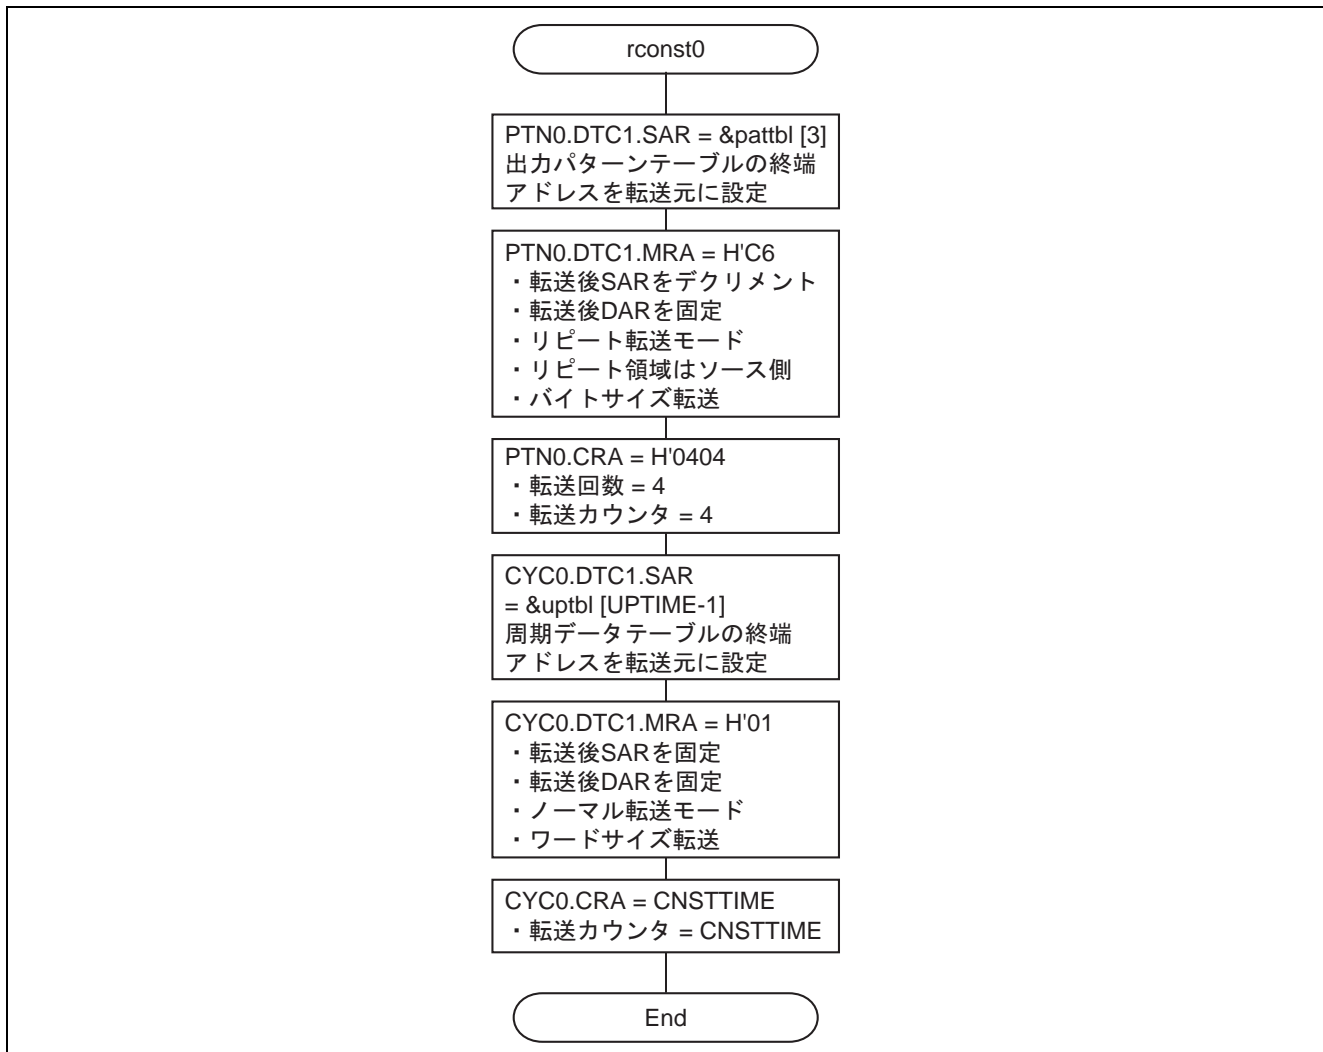 rconst0
PTN0.DTC1.SAR = &pattbl [3]
出力パターンテーブルの終端
アドレスを転送元に設定
PTN0.DTC1.MRA = H'C6
・転送後SARをデクリメント
・転送後DARを固定
・リピート転送モード
・リピート領域はソース側
・バイトサイズ転送
PTN0.CRA = H'0404
・転送回数 = 4
・転送カウンタ = 4
CYC0.DTC1.SAR
= &uptbl [UPTIME-1]
周期データテーブルの終端
アドレスを転送元に設定
CYC0.DTC1.MRA = H'01
・転送後SARを固定
・転送後DARを固定
・ノーマル転送モード
・ワードサイズ転送
CYC0.CRA = CNSTTIME
・転送カウンタ = CNSTTIME
End